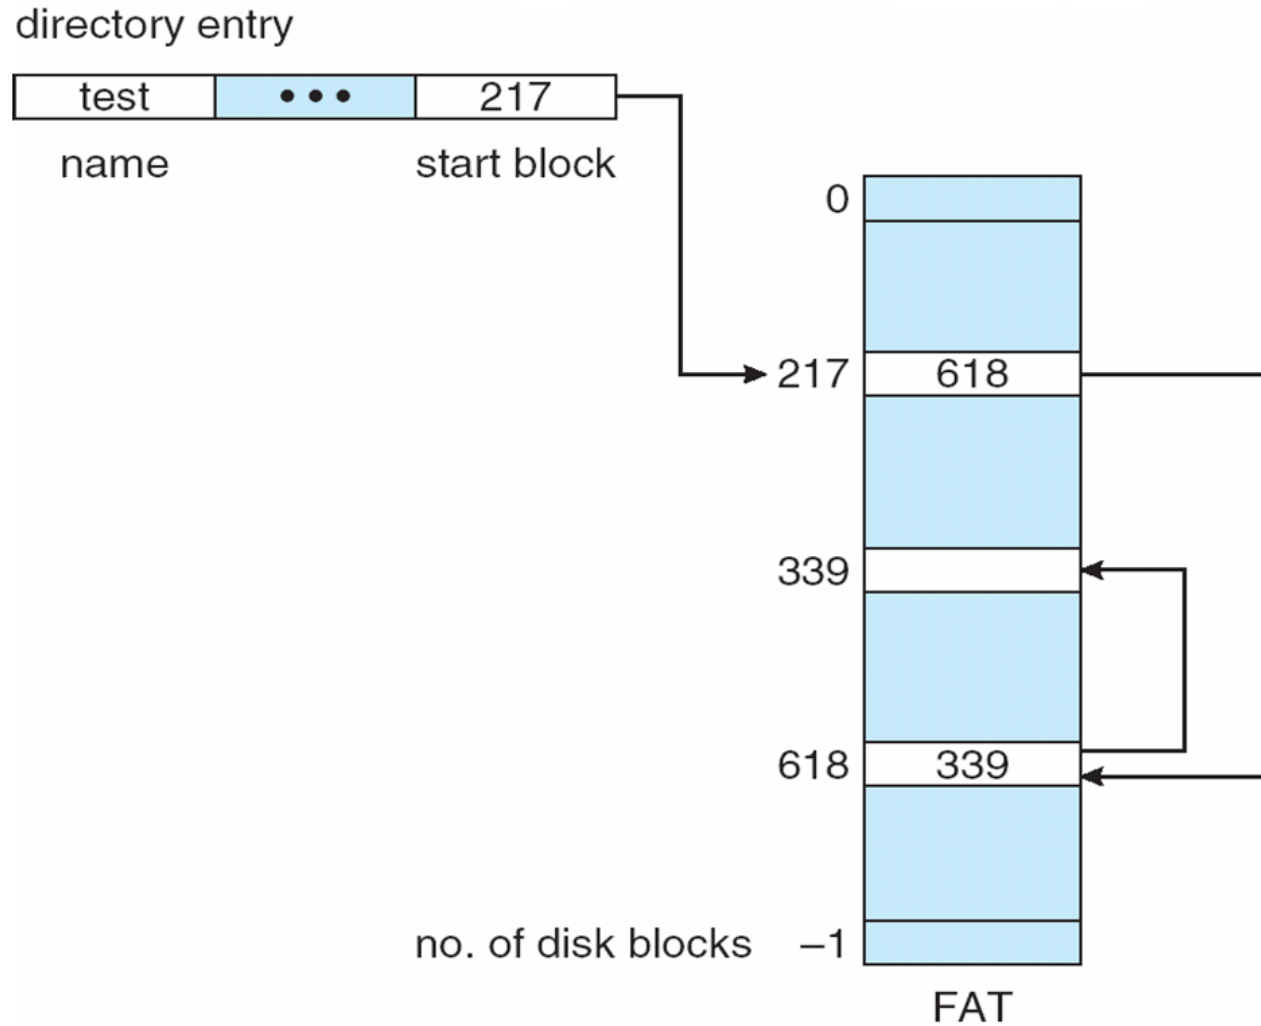 directory entry
test ••• 217
name start block
0
217 618
339
618 339
no. of disk blocks –1
FAT